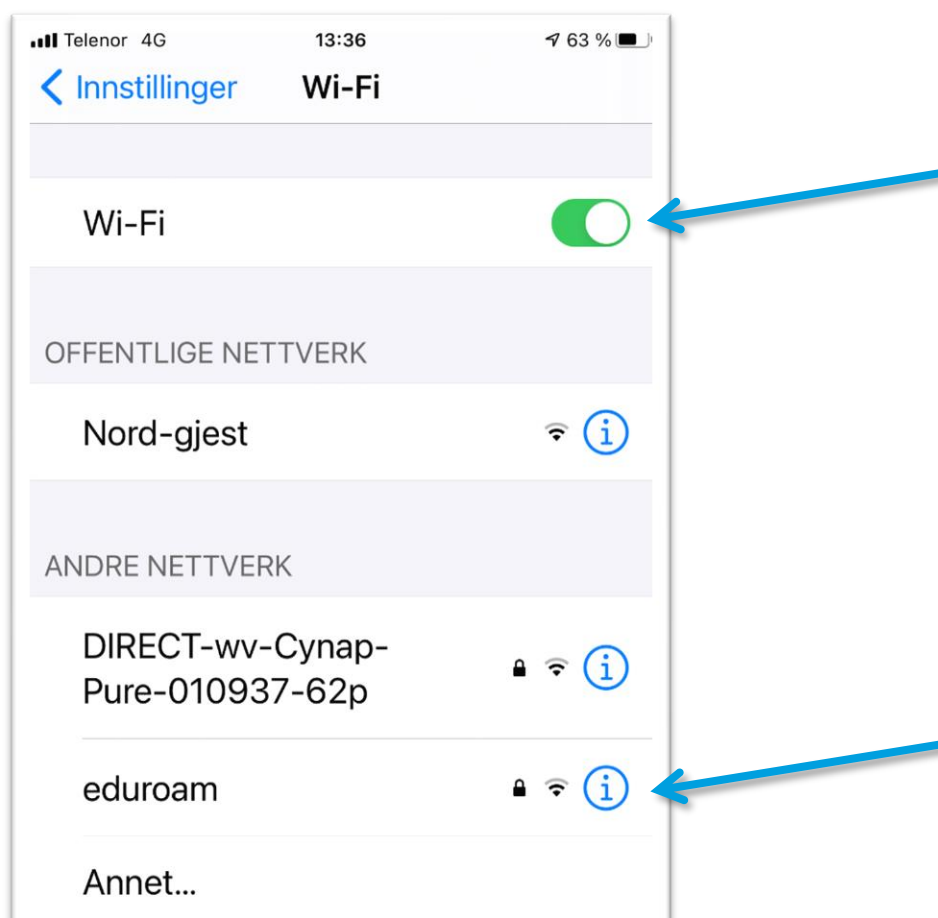 Telenor 4G 13:36 63 %
Innstillinger Wi-Fi
Wi-Fi
OFFENTLIGE NETTVERK
Nord-gjest
ANDRE NETTVERK
DIRECT-wv-Cynap-
Pure-010937-62p
eduroam
Annet...